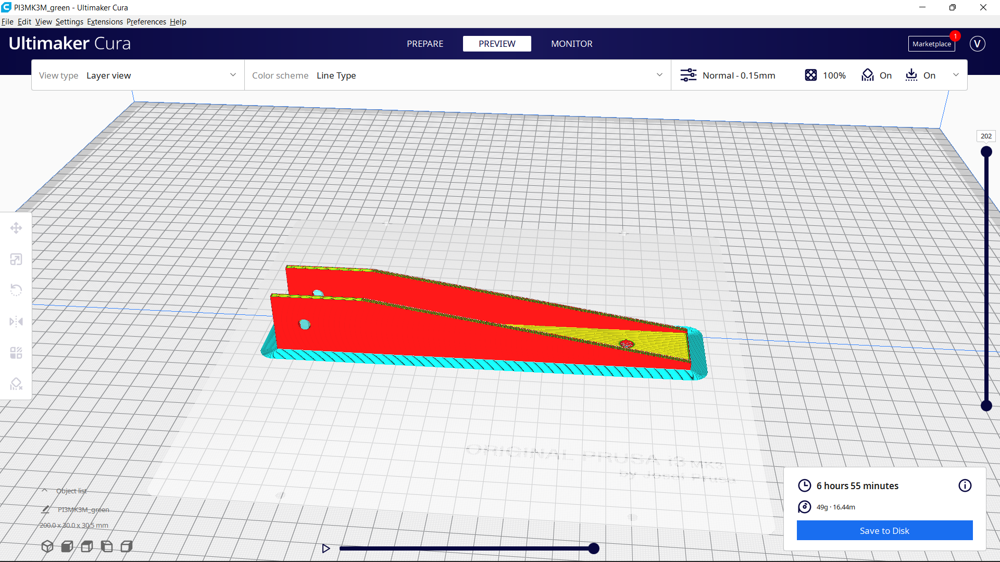 PI3MK3M_green - Ultimaker Cura
File Edit View Settings Extensions Preferences Help
Ultimaker Cura
PREPARE
PREVIEW
MONITOR
Marketplace
1
V
View type Layer view
Color scheme Line Type
Normal - 0.15mm
100%
On
On
202
ORIGINAL PRUSA i3 MK3
by Josef Prusa
Object list
PI3MK3M_green
200.0 x 30.0 x 30.5 mm
6 hours 55 minutes
49g · 16.44m
Save to Disk